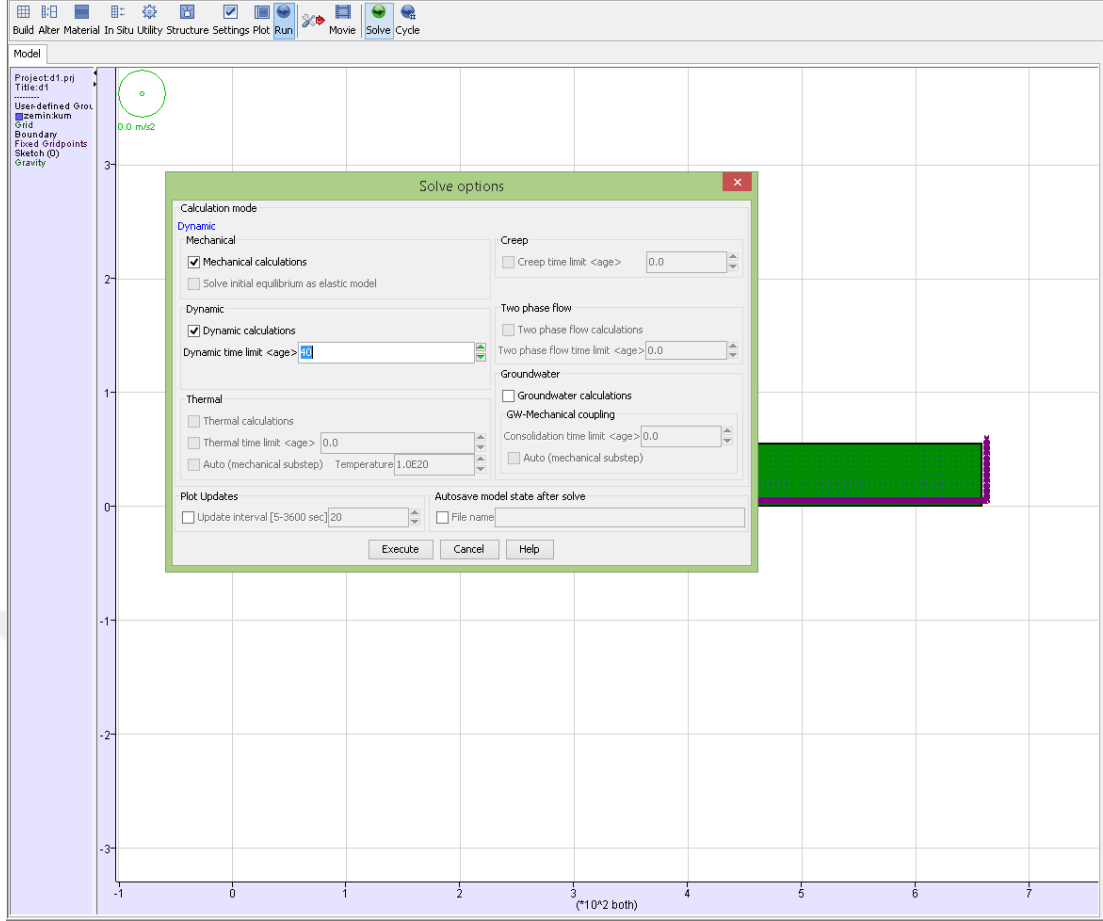 Build Alter Material In Situ Utility Structure Settings Plot Run Movie Solve Cycle
Model
Project:d1.prj
Title:d1
----------
User-defined Grou
zemin:kum
Grid
Boundary
Fixed Gridpoints
Sketch (0)
Gravity
0.0 m/s2
Solve options
Calculation mode
Dynamic
Mechanical
Mechanical calculations
Solve initial equilibrium as elastic model
Creep
Creep time limit <age> 0.0
Dynamic
Dynamic calculations
Dynamic time limit <age> 40
Two phase flow
Two phase flow calculations
Two phase flow time limit <age> 0.0
Groundwater
Groundwater calculations
GW-Mechanical coupling
Consolidation time limit <age> 0.0
Auto (mechanical substep)
Thermal
Thermal calculations
Thermal time limit <age> 0.0
Auto (mechanical substep) Temperature 1.0E20
Plot Updates
Update interval [5-3600 sec] 20
Autosave model state after solve
File name
Execute Cancel Help
3
2
1
0
-1
-2
-3
-1 0 1 2 3 4 5 6 7
(*10^2 both)